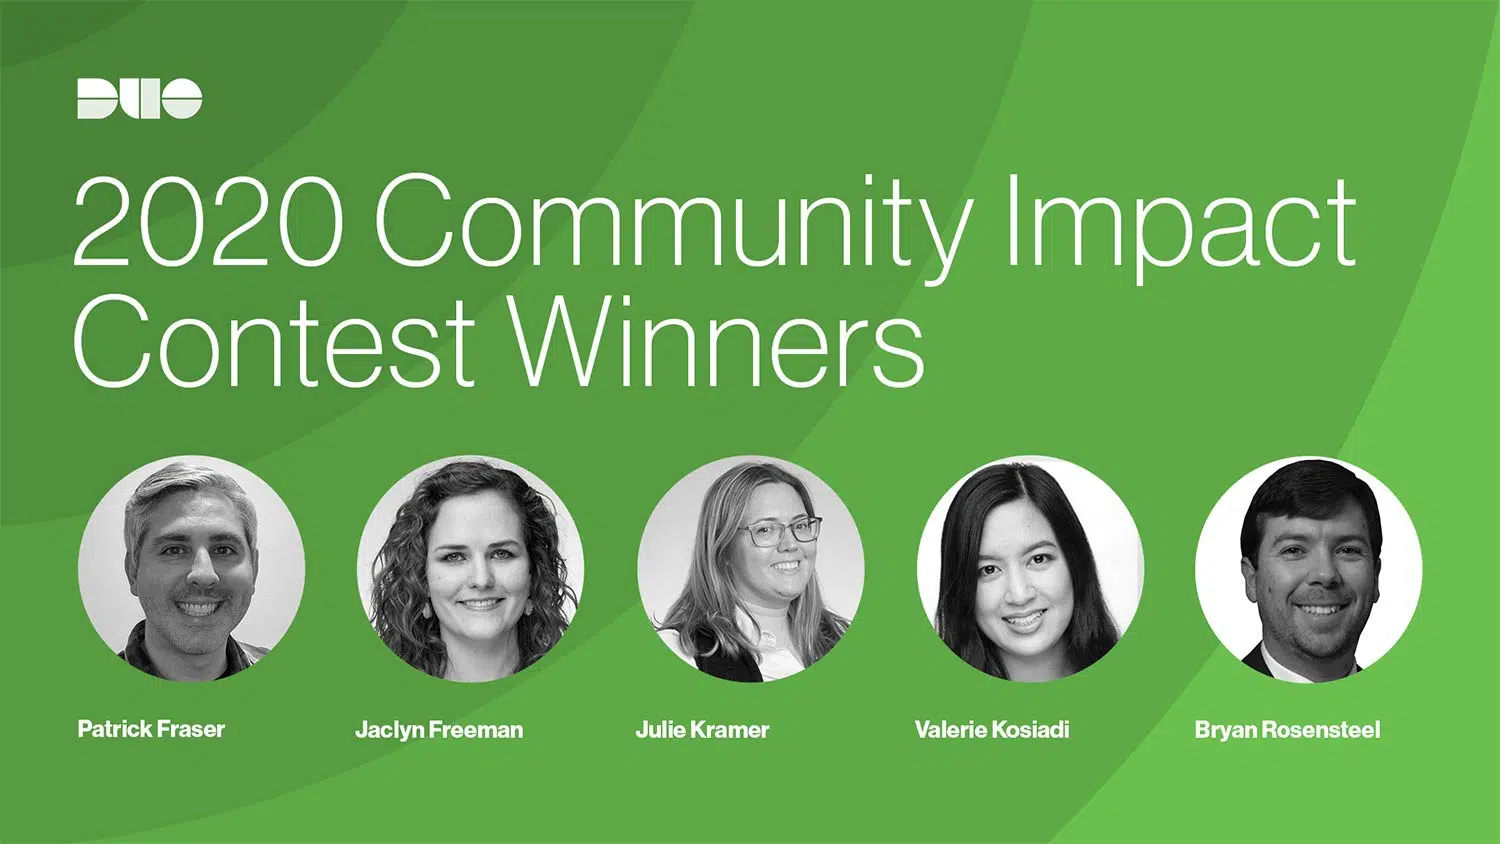 DUO
2020 Community Impact
Contest Winners
Patrick Fraser
Jaclyn Freeman
Julie Kramer
Valerie Kosiadi
Bryan Rosensteel